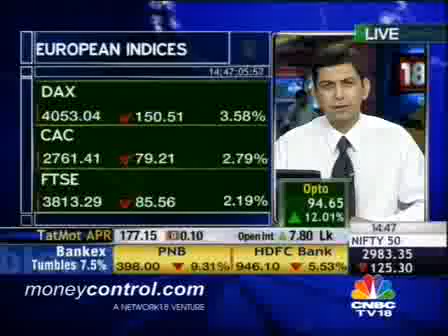 LIVE
EUROPEAN INDICES
14:47:05:57
DAX
4053.04 150.51 3.58%
CAC
2761.41 79.21 2.79%
FTSE
3813.29 85.56 2.19%
18
Opto
94.65
12.01%
TatMot APR 177.15 0.10 Open Int 7.80 Lk
14:47
NIFTY 50
2983.35
125.30
Bankex
Tumbles 7.5%
PNB
398.00 9.31%
HDFC Bank
946.10 5.53%
moneycontrol.com
A NETWORK18 VENTURE
CNBC
TV18